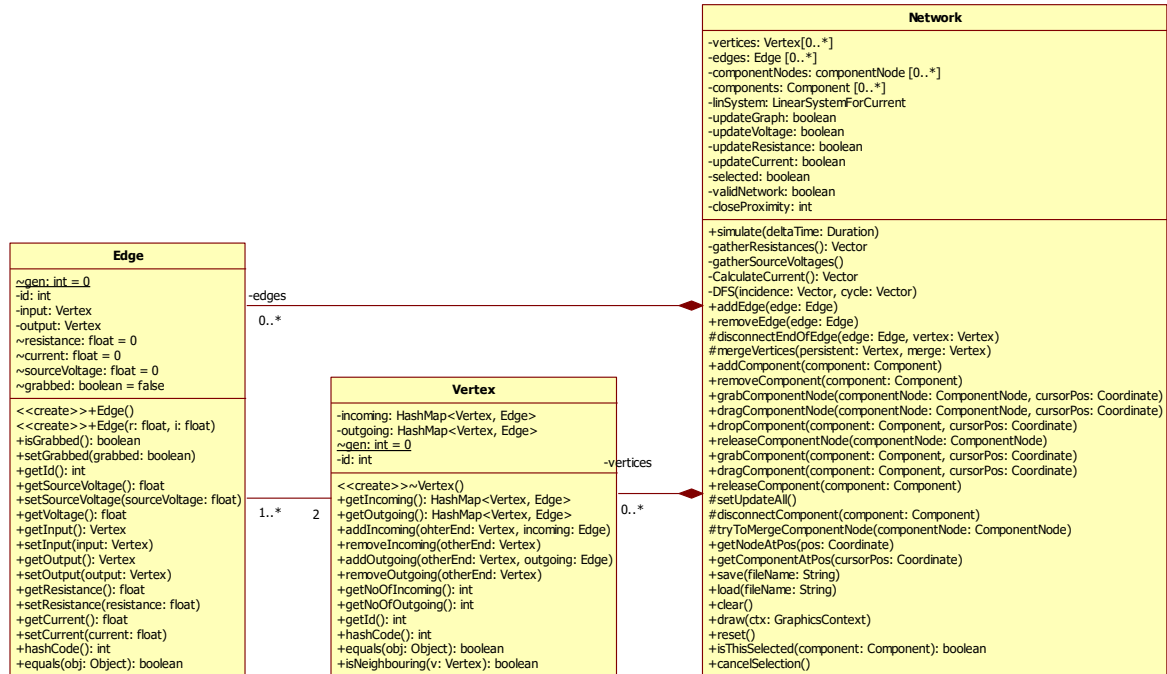 Network
-vertices: Vertex[0..*]
-edges: Edge [0..*]
-componentNodes: componentNode [0..*]
-components: Component [0..*]
-linSystem: LinearSystemForCurrent
-updateGraph: boolean
-updateVoltage: boolean
-updateResistance: boolean
-updateCurrent: boolean
-selected: boolean
-validNetwork: boolean
-closeProximity: int
+simulate(deltaTime: Duration)
-gatherResistances(): Vector
-gatherSourceVoltages()
-CalculateCurrent(): Vector
-DFS(incidence: Vector, cycle: Vector)
+addEdge(edge: Edge)
+removeEdge(edge: Edge)
#disconnectEndOfEdge(edge: Edge, vertex: Vertex)
#mergeVertices(persistent: Vertex, merge: Vertex)
+addComponent(component: Component)
+removeComponent(component: Component)
+grabComponentNode(componentNode: ComponentNode, cursorPos: Coordinate)
+dragComponentNode(componentNode: ComponentNode, cursorPos: Coordinate)
+dropComponent(component: Component, cursorPos: Coordinate)
+releaseComponentNode(componentNode: ComponentNode)
+grabComponent(component: Component, cursorPos: Coordinate)
+dragComponent(component: Component, cursorPos: Coordinate)
+releaseComponent(component: Component)
#setUpdateAll()
#disconnectComponent(component: Component)
#tryToMergeComponentNode(componentNode: ComponentNode)
+getNodeAtPos(pos: Coordinate)
+getComponentAtPos(cursorPos: Coordinate)
+save(fileName: String)
+load(fileName: String)
+clear()
+draw(ctx: GraphicsContext)
+reset()
+isThisSelected(component: Component): boolean
+cancelSelection()
Edge
~gen: int = 0
-id: int
-input: Vertex
-output: Vertex
~resistance: float = 0
~current: float = 0
~sourceVoltage: float = 0
~grabbed: boolean = false
<<create>>+Edge()
<<create>>+Edge(r: float, i: float)
+isGrabbed(): boolean
+setGrabbed(grabbed: boolean)
+getId(): int
+getSourceVoltage(): float
+setSourceVoltage(sourceVoltage: float)
+getVoltage(): float
+getInput(): Vertex
+setInput(input: Vertex)
+getOutput(): Vertex
+setOutput(output: Vertex)
+getResistance(): float
+setResistance(resistance: float)
+getCurrent(): float
+setCurrent(current: float)
+hashCode(): int
+equals(obj: Object): boolean
-edges
0..*
Vertex
-incoming: HashMap<Vertex, Edge>
-outgoing: HashMap<Vertex, Edge>
~gen: int = 0
-id: int
<<create>>~Vertex()
+getIncoming(): HashMap<Vertex, Edge>
+getOutgoing(): HashMap<Vertex, Edge>
+addIncoming(ohterEnd: Vertex, incoming: Edge)
+removeIncoming(otherEnd: Vertex)
+addOutgoing(otherEnd: Vertex, outgoing: Edge)
+removeOutgoing(otherEnd: Vertex)
+getNoOfIncoming(): int
+getNoOfOutgoing(): int
+getId(): int
+hashCode(): int
+equals(obj: Object): boolean
+isNeighbouring(v: Vertex): boolean
-vertices
0..*
1..*
2